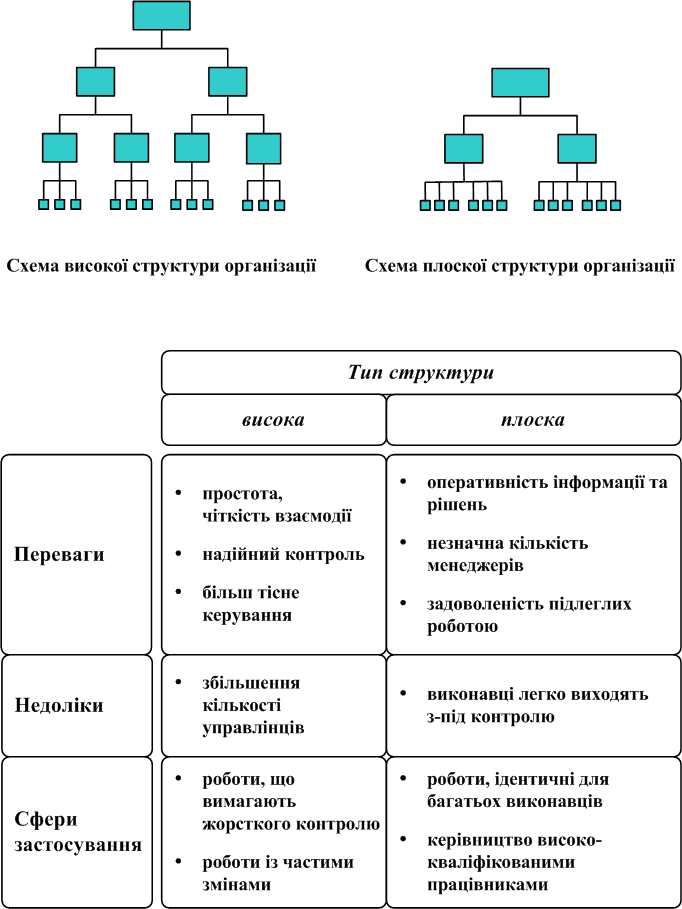 Схема високої структури організації
Схема плоскої структури організації
Тип структури
висока
плоска
Переваги
• простота,
чіткість взаємодії
• надійний контроль
• більш тісне
керування
• оперативність інформації та
рішень
• незначна кількість
менеджерів
• задоволеність підлеглих
роботою
Недоліки
• збільшення
кількості
управлінців
• виконавці легко виходять
з-під контролю
Сфери
застосування
• роботи, що
вимагають
жорсткого контролю
• роботи із частими
змінами
• роботи, ідентичні для
багатьох виконавців
• керівництво високо-
кваліфікованими
працівниками